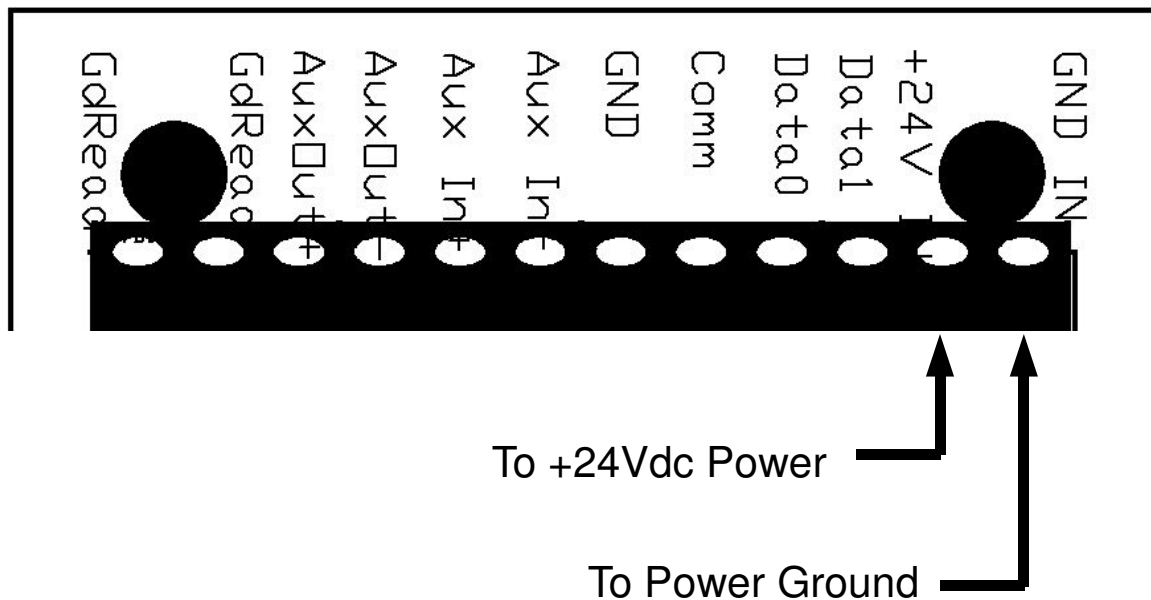 GdRead
GdRead
AuxOut+
AuxOut-
Aux In+
Aux In-
GND
Comm
Data0
Data1
+24V I
GND IN
To +24Vdc Power
To Power Ground